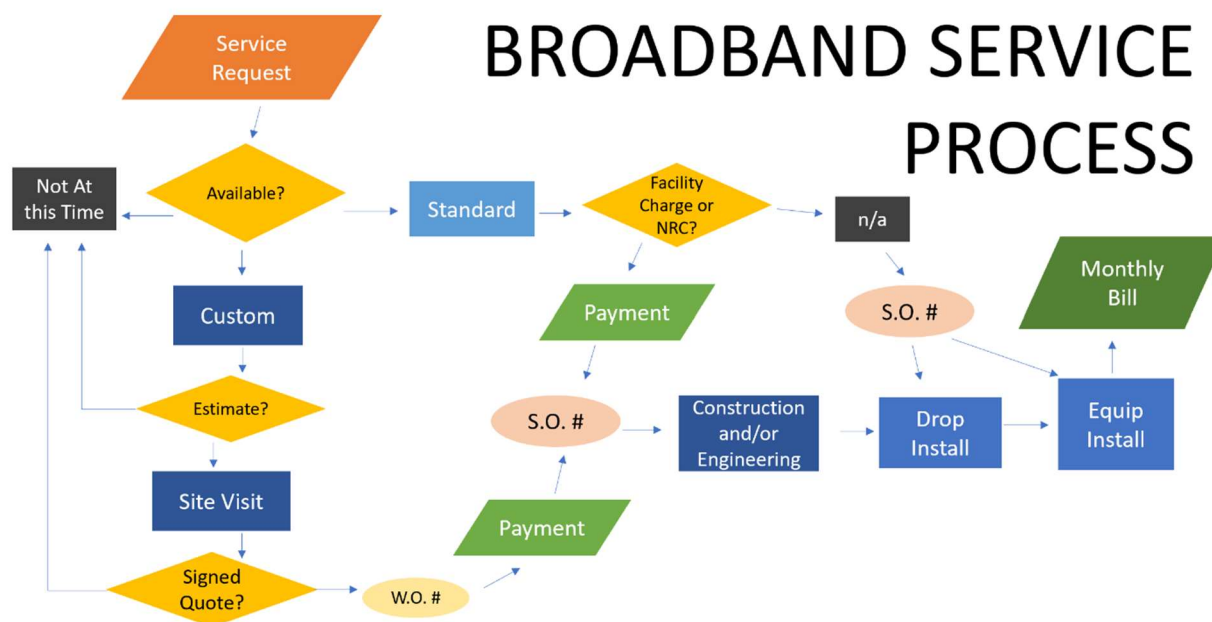 BROADBAND SERVICE
PROCESS
Service
Request
Available?
Not At
this Time
Standard
Facility
Charge or
NRC?
n/a
Custom
Payment
S.O. #
Monthly
Bill
Estimate?
S.O. #
Construction
and/or
Engineering
Drop
Install
Equip
Install
Site Visit
Payment
Signed
Quote?
W.O. #